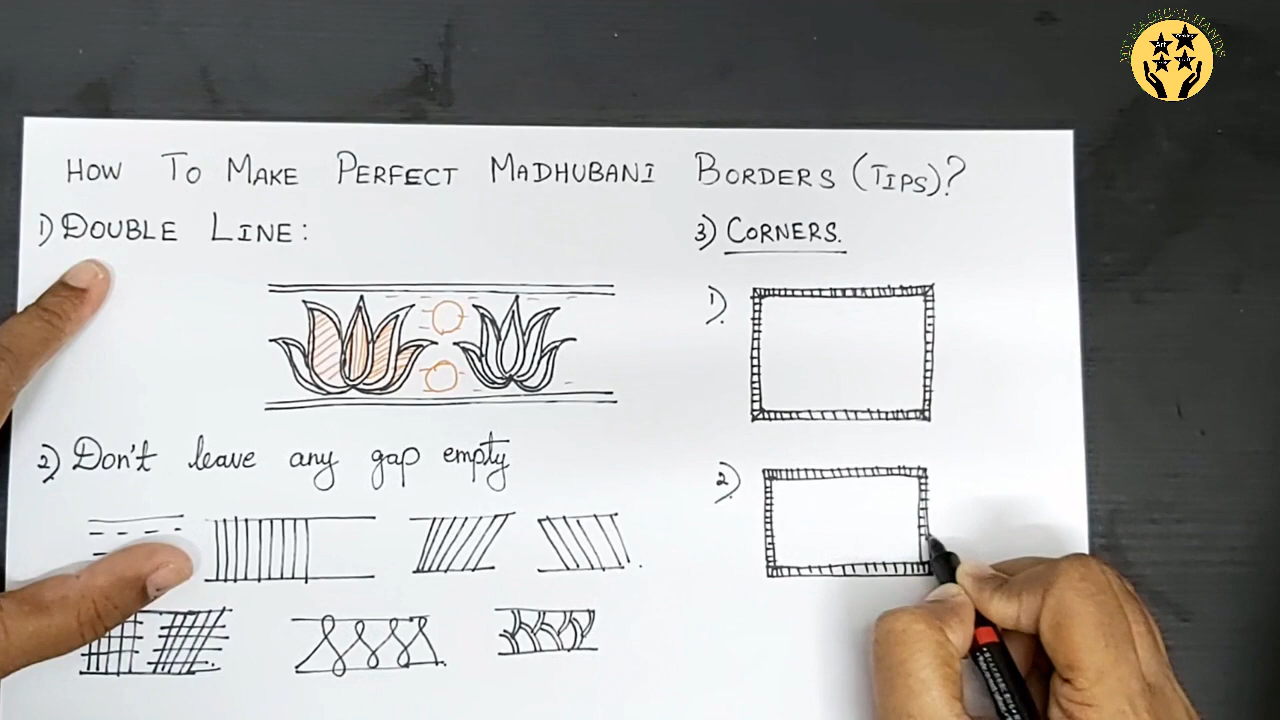 HOW TO MAKE PERFECT MADHUBANI BORDERS (TIPS)?
1) DOUBLE LINE:
2) Don't leave any gap empty
3) CORNERS.
1)
2)